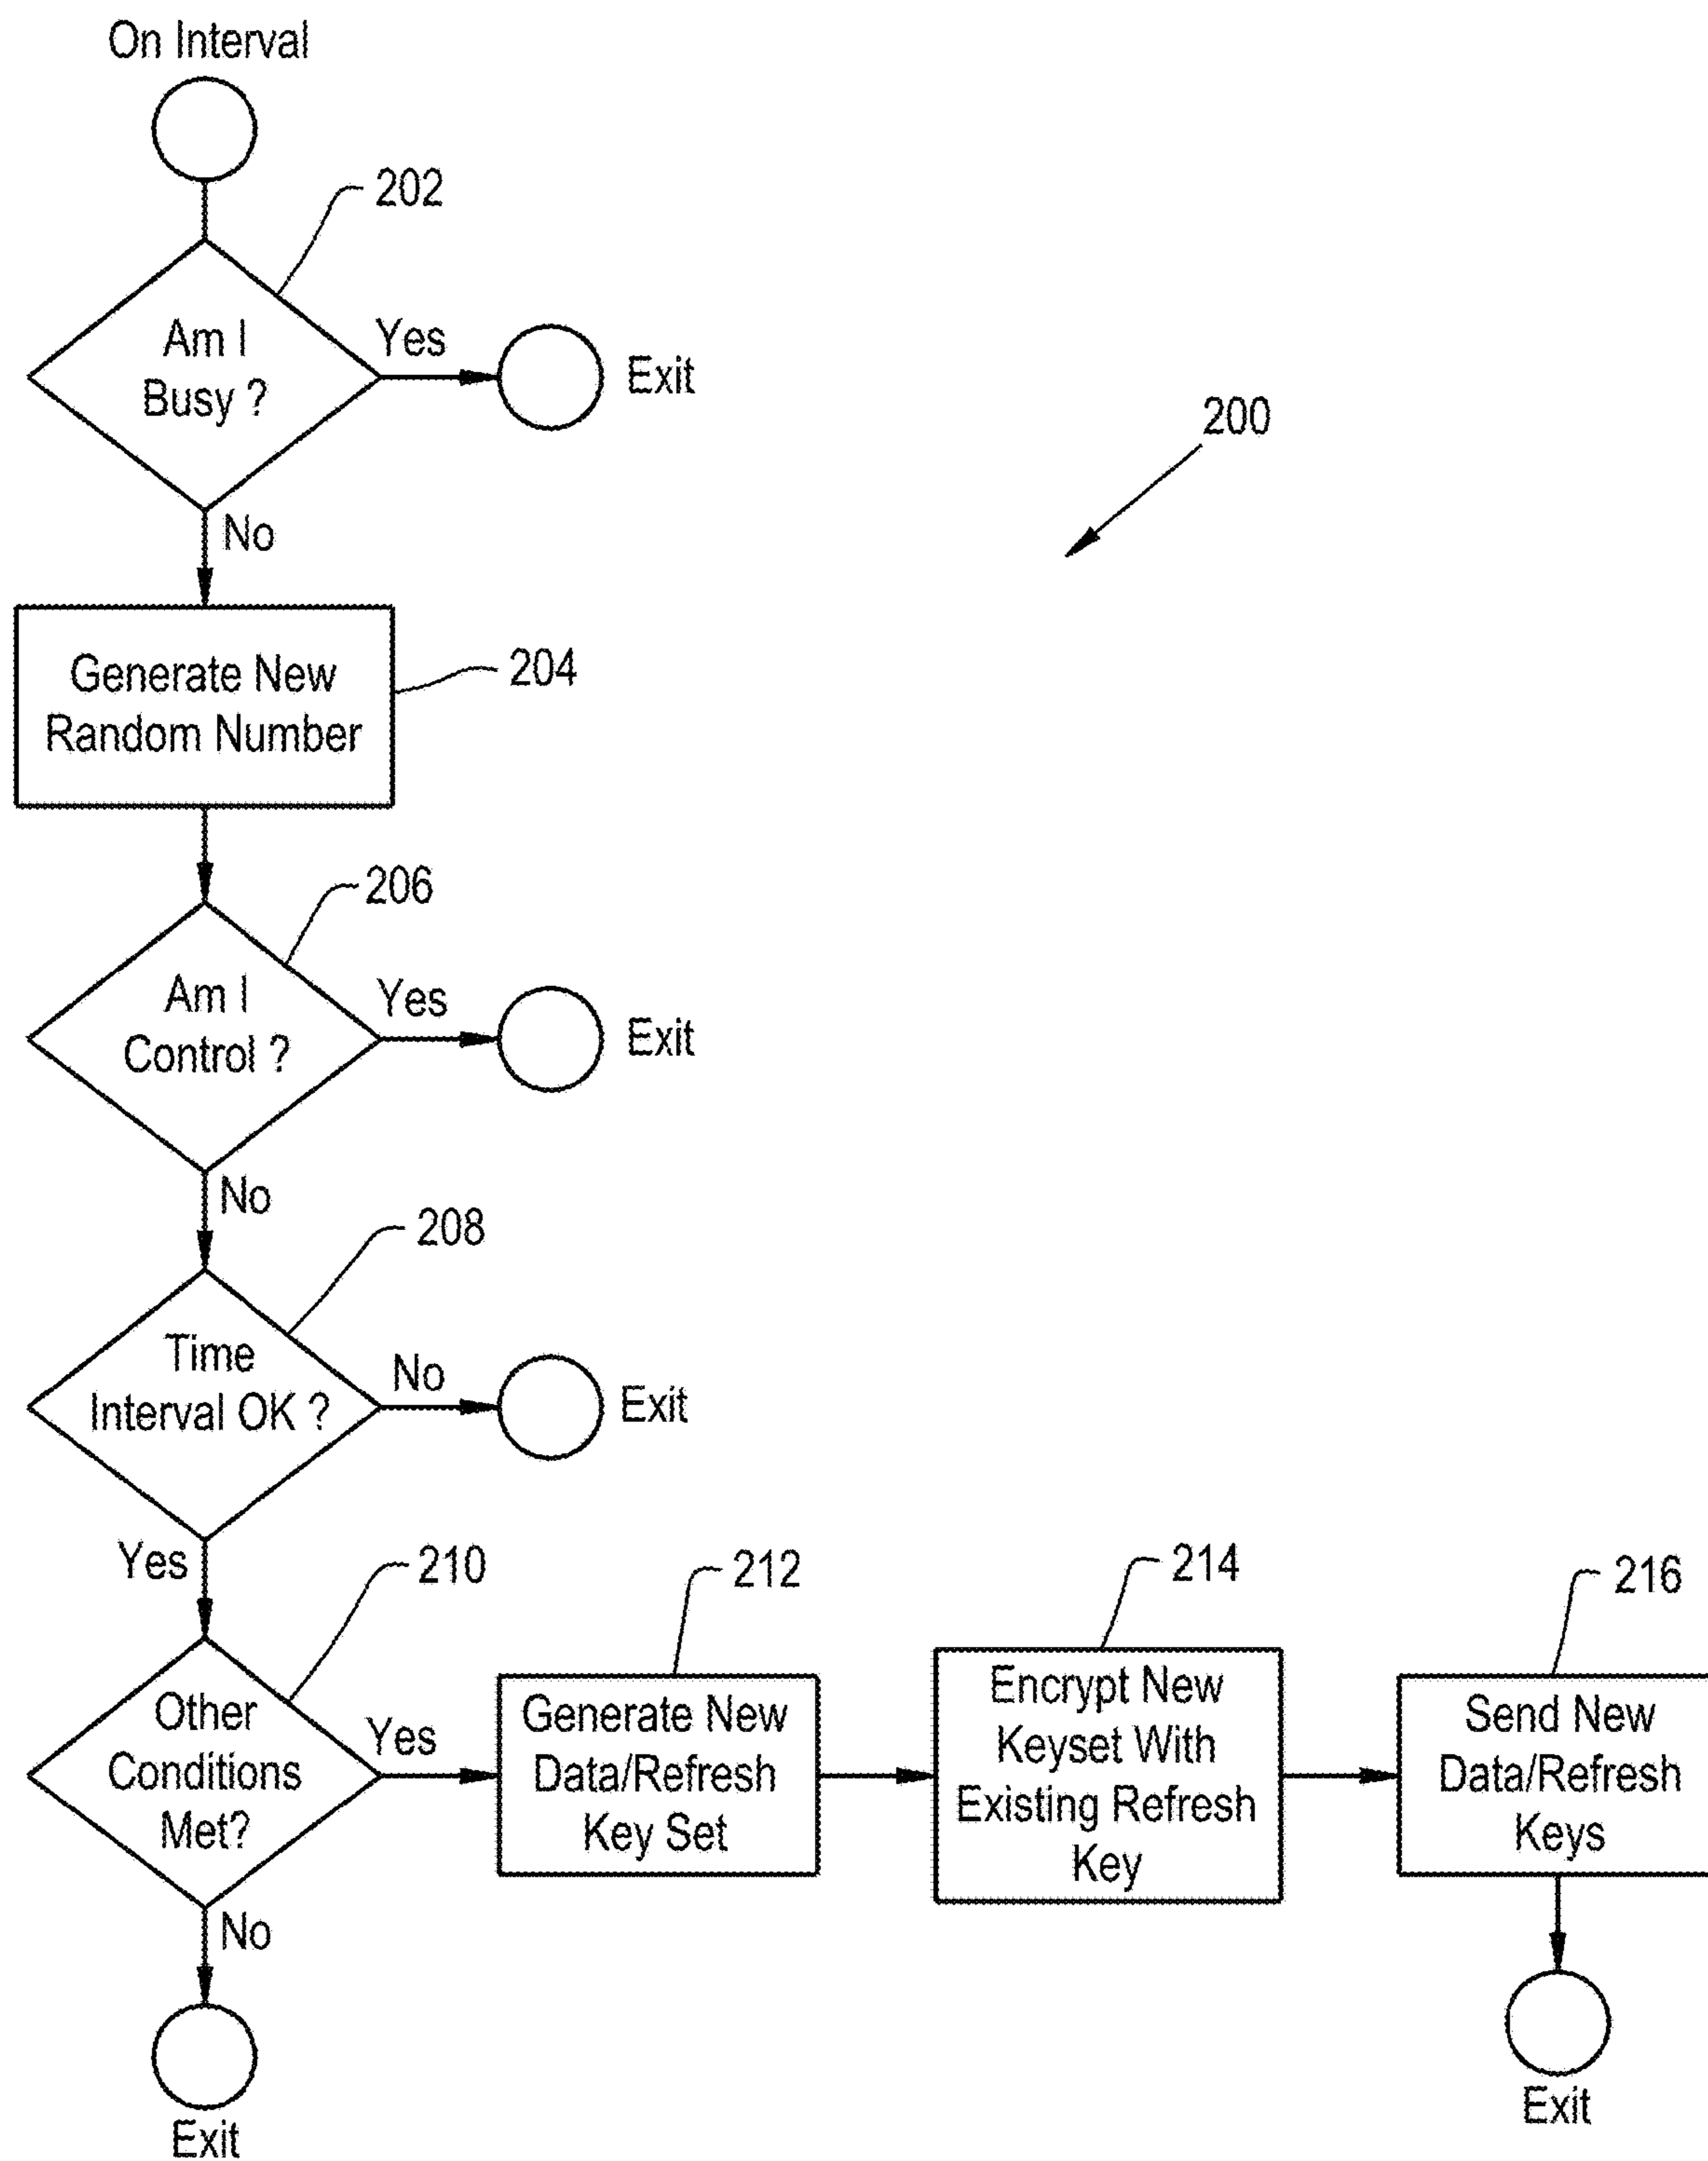 On Interval
202
Am I
Busy ?
Yes
Exit
200
No
Generate New
Random Number
204
206
Am I
Control ?
Yes
Exit
No
208
Time
Interval OK ?
No
Exit
Yes
210
Other
Conditions
Met?
Yes
212
Generate New
Data/Refresh
Key Set
214
Encrypt New
Keyset With
Existing Refresh
Key
216
Send New
Data/Refresh
Keys
No
Exit
Exit